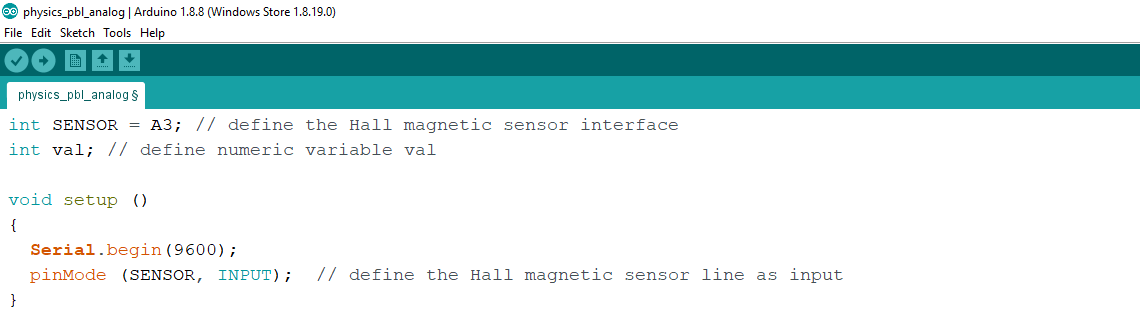 physics_pbl_analog | Arduino 1.8.8 (Windows Store 1.8.19.0)
File Edit Sketch Tools Help
physics_pbl_analog §
int SENSOR = A3; // define the Hall magnetic sensor interface
int val; // define numeric variable val
void setup ()
{
Serial.begin(9600);
pinMode (SENSOR, INPUT);  // define the Hall magnetic sensor line as input
}